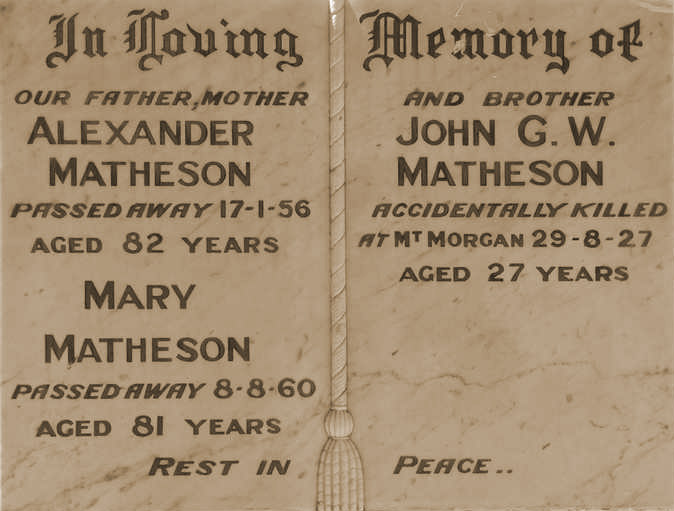 In Loving Memory of
OUR FATHER, MOTHER
ALEXANDER
MATHESON
PASSED AWAY 17-1-56
AGED 82 YEARS
MARY
MATHESON
PASSED AWAY 8-8-60
AGED 81 YEARS
AND BROTHER
JOHN G. W.
MATHESON
ACCIDENTALLY KILLED
AT MT MORGAN 29-8-27
AGED 27 YEARS
REST IN PEACE..